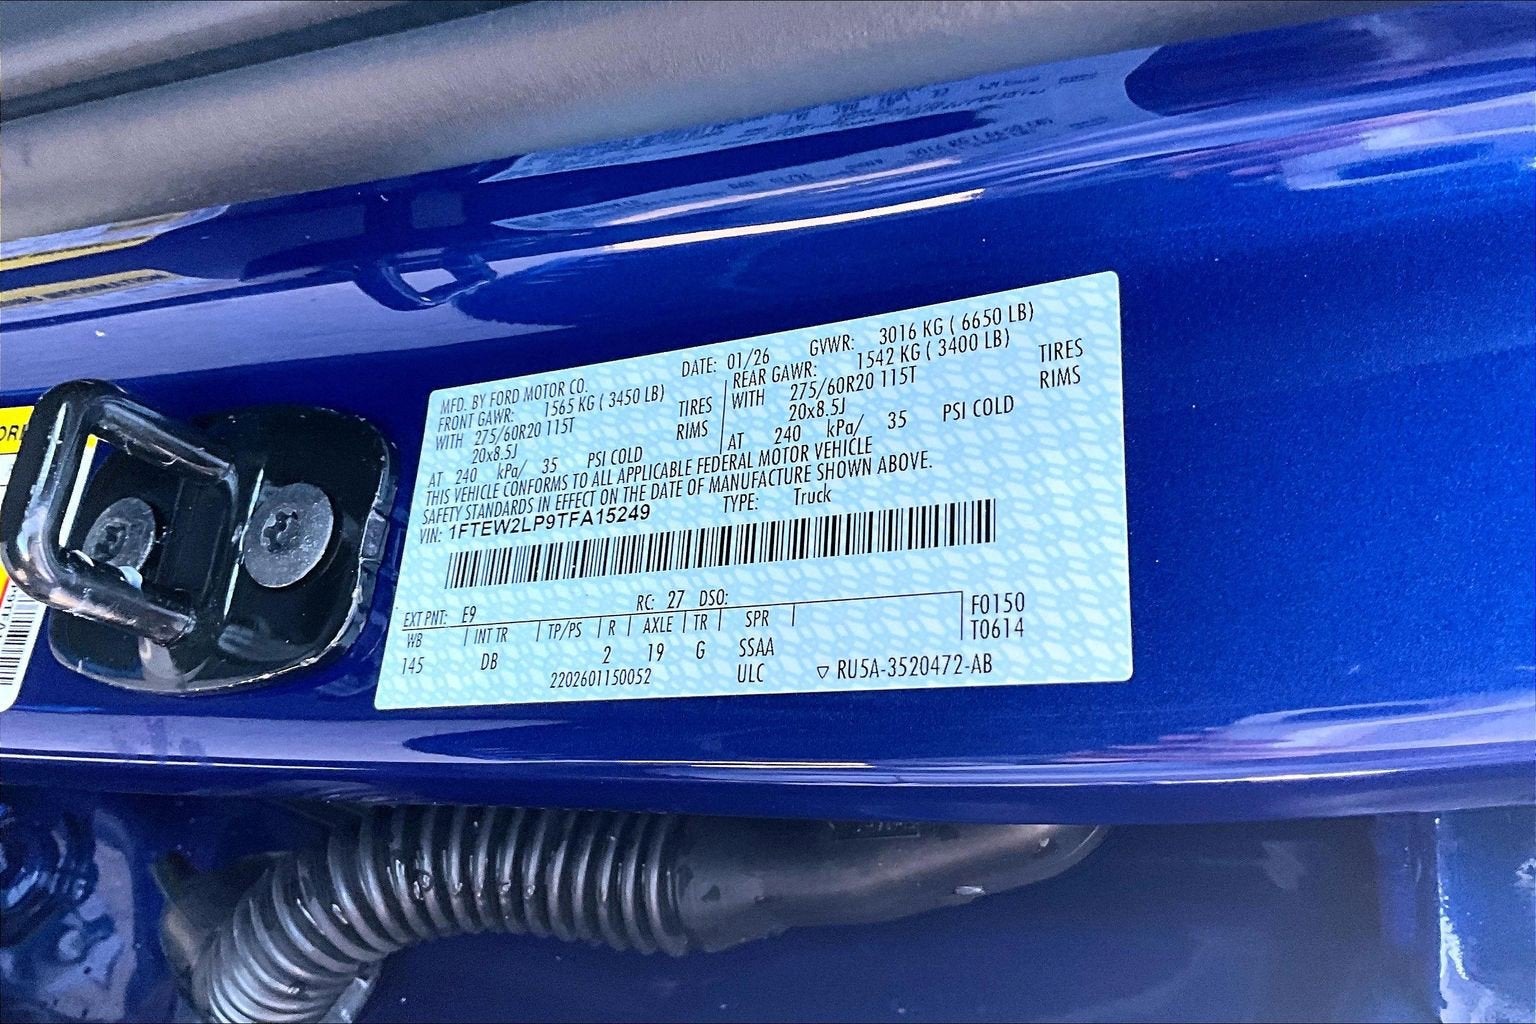 MFD. BY FORD MOTOR CO. DATE: 01/26 GVWR: 3016 KG ( 6650 LB)
FRONT GAWR: 1565 KG ( 3450 LB)
WITH 275/60R20 115T TIRES
20x8.5J RIMS
AT 240 kPa/ 35 PSI COLD
REAR GAWR: 1542 KG ( 3400 LB)
WITH 275/60R20 115T TIRES
20x8.5J RIMS
AT 240 kPa/ 35 PSI COLD
THIS VEHICLE CONFORMS TO ALL APPLICABLE FEDERAL MOTOR VEHICLE
SAFETY STANDARDS IN EFFECT ON THE DATE OF MANUFACTURE SHOWN ABOVE.
VIN: 1FTEW2LP9TFA15249 TYPE: Truck
EXT PNT: E9 RC: 27 DSO:
WB INT TR TP/PS R AXLE TR SPR F0150
145 DB 2 19 G SSAA T0614
2202601150052 ULC ▽ RU5A-3520472-AB